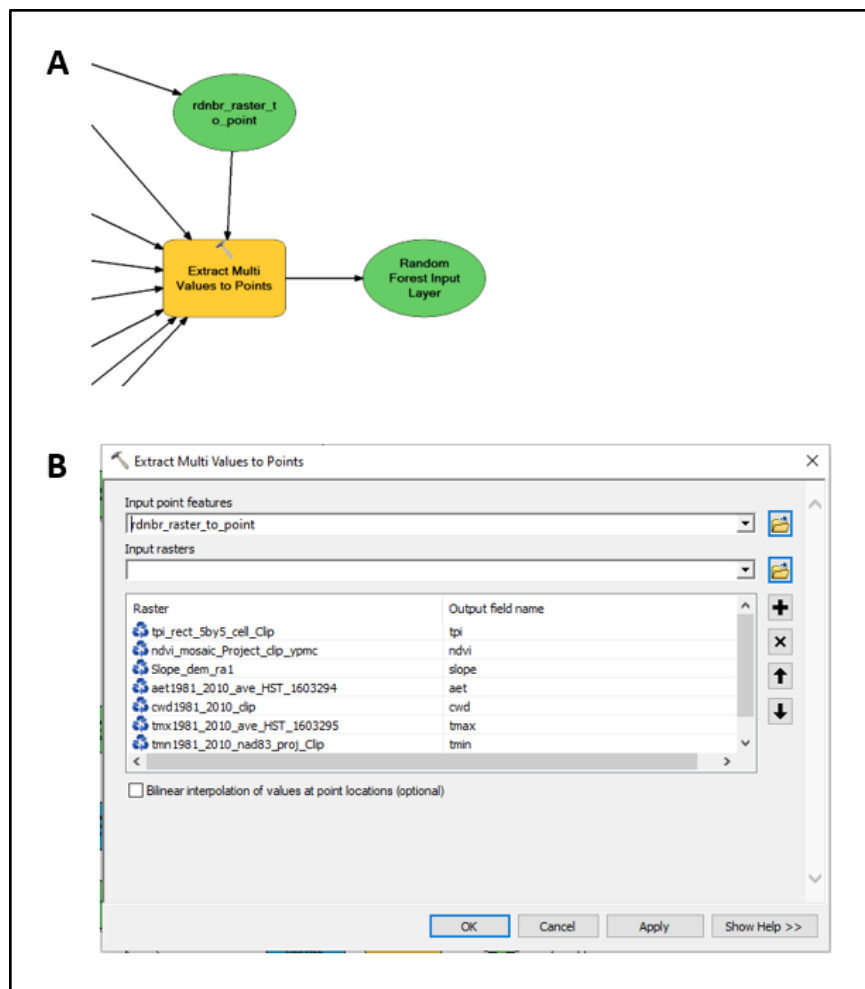 A
rdnbr_raster_t
o_point
Extract Multi
Values to Points
Random
Forest Input
Layer
B
Extract Multi Values to Points
Input point features
rdnbr_raster_to_point
Input rasters
Raster Output field name
tpi_rect_5by5_cell_Clip tpi
ndvi_mosaic_Project_clip_ypmc ndvi
Slope_dem_ra1 slope
aet1981_2010_ave_HST_1603294 aet
cwd1981_2010_clip cwd
tmx1981_2010_ave_HST_1603295 tmax
tmn1981_2010_nad83_proj_Clip tmin
Bilinear interpolation of values at point locations (optional)
OK Cancel Apply Show Help >>